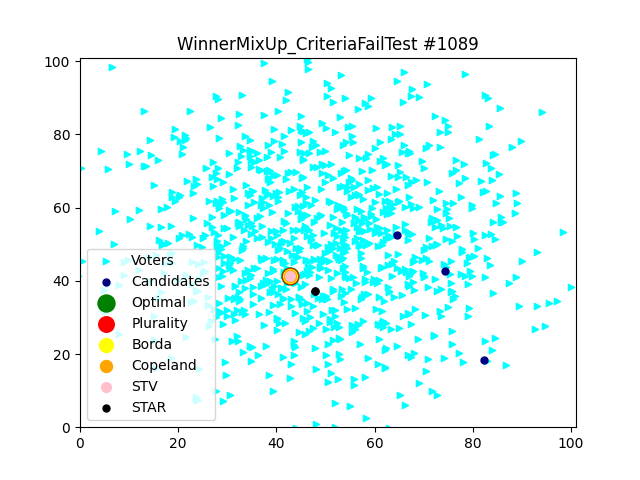 WinnerMixUp_CriteriaFailTest #1089
100
80
60
40
20
0
0
20
40
60
80
100
Voters
Candidates
Optimal
Plurality
Borda
Copeland
STV
STAR